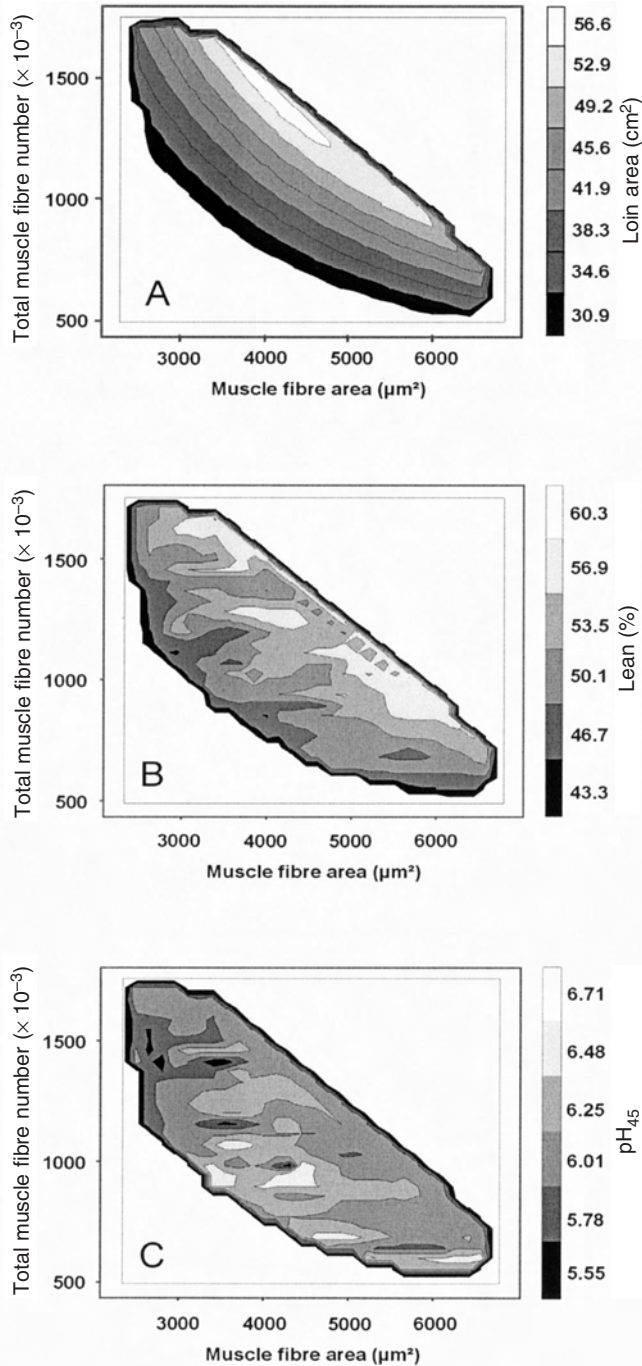 Total muscle fibre number (× 10⁻³)
1500
1000
500
A
3000 4000 5000 6000
Muscle fibre area (µm²)
56.6
52.9
49.2
45.6
41.9
38.3
34.6
30.9
Loin area (cm²)
Total muscle fibre number (× 10⁻³)
1500
1000
500
B
3000 4000 5000 6000
Muscle fibre area (µm²)
60.3
56.9
53.5
50.1
46.7
43.3
Lean (%)
Total muscle fibre number (× 10⁻³)
1500
1000
500
C
3000 4000 5000 6000
Muscle fibre area (µm²)
6.71
6.48
6.25
6.01
5.78
5.55
pH₄₅